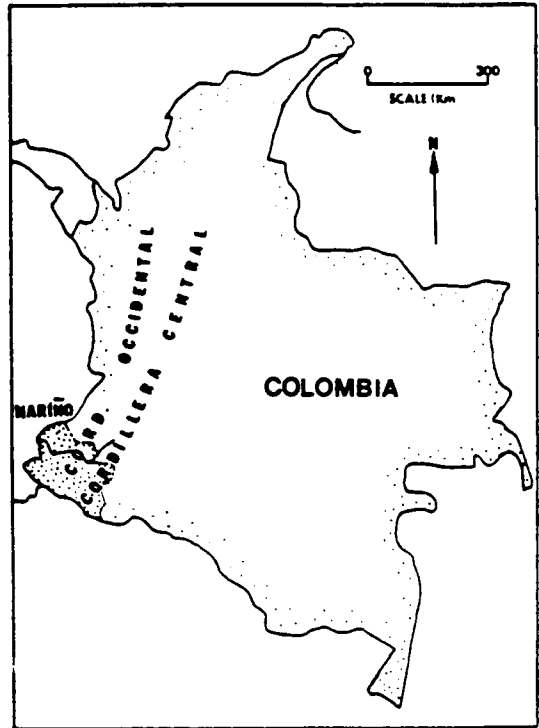 0 300
SCALE (Km
N
CORD. OCCIDENTAL
CORDILLERA CENTRAL
COLOMBIA
NARIÑO